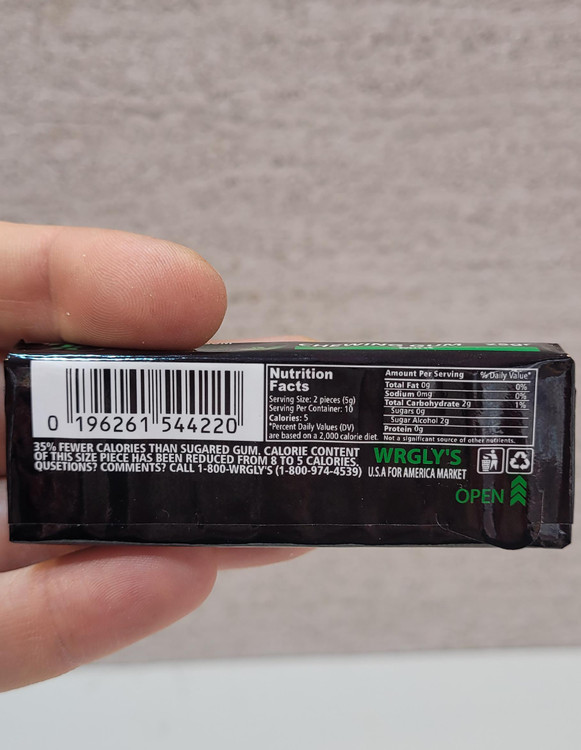 CHEWING GUM
0 196261 544220
Nutrition
Facts
Serving Size: 2 pieces (5g)
Serving Per Container: 10
Calories: 5
*Percent Daily Values (DV)
are based on a 2,000 calorie diet.
Amount Per Serving % Daily Value*
Total Fat 0g 0%
Sodium 0mg 0%
Total Carbohydrate 2g 1%
Sugars 0g
Sugar Alcohol 2g
Protein 0g
Not a significant source of other nutrients.
35% FEWER CALORIES THAN SUGARED GUM. CALORIE CONTENT
OF THIS SIZE PIECE HAS BEEN REDUCED FROM 8 TO 5 CALORIES.
QUSETIONS? COMMENTS? CALL 1-800-WRGLY'S (1-800-974-4539)
WRGLY'S
U.S.A FOR AMERICA MARKET
OPEN